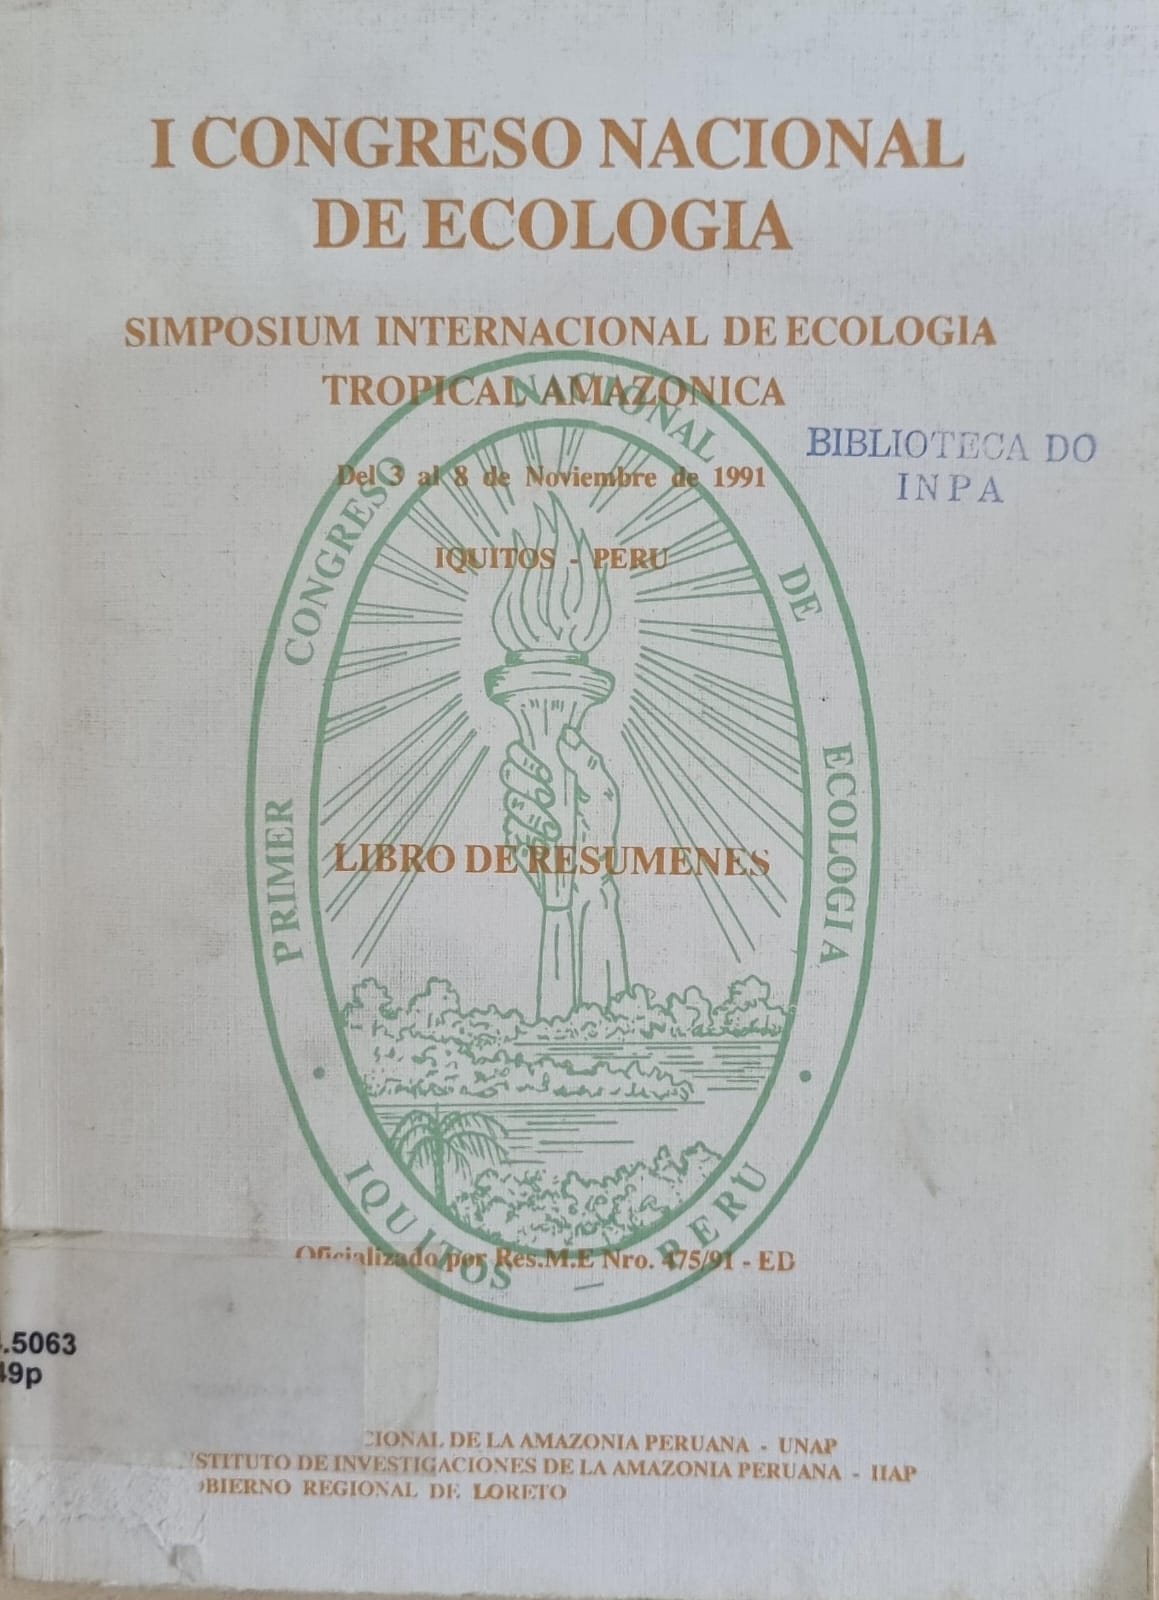 I CONGRESO NACIONAL
DE ECOLOGIA
SIMPOSIUM INTERNACIONAL DE ECOLOGIA
TROPICAL AMAZONICA
BIBLIOTECA DO
INPA
Del 3 al 8 de Noviembre de 1991
IQUITOS - PERU
PRIMER CONGRESO NACIONAL DE ECOLOGIA
LIBRO DE RESUMENES
IQUITOS – PERU
Oficializado por Res.M.E Nro. 475/91 - ED
.5063
49p
CIONAL DE LA AMAZONIA PERUANA - UNAP
NSTITUTO DE INVESTIGACIONES DE LA AMAZONIA PERUANA - IIAP
OBIERNO REGIONAL DE LORETO